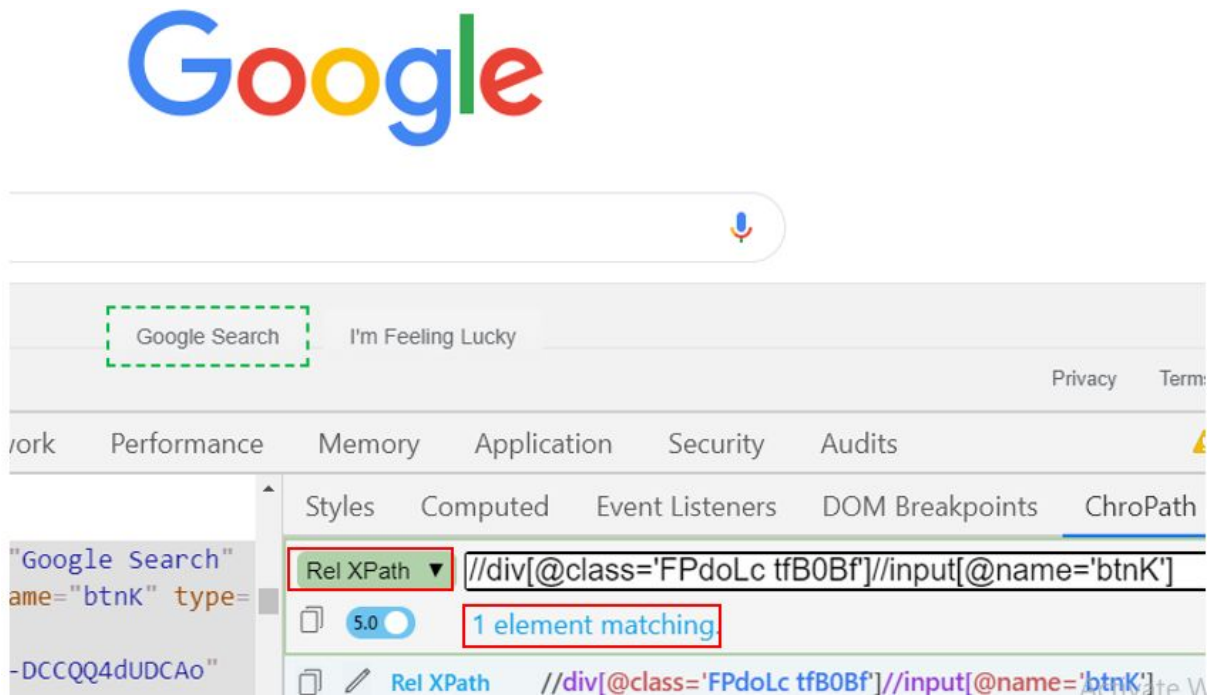 Google
Google Search I'm Feeling Lucky
Privacy Terms
work Performance Memory Application Security Audits
Styles Computed Event Listeners DOM Breakpoints ChroPath
"Google Search"
ame="btnK" type=
-DCCQQ4dUDCAo"
Rel XPath ▼ //div[@class='FPdoLc tfB0Bf']//input[@name='btnK']
5.0 1 element matching.
Rel XPath //div[@class='FPdoLc tfB0Bf']//input[@name='btnK']